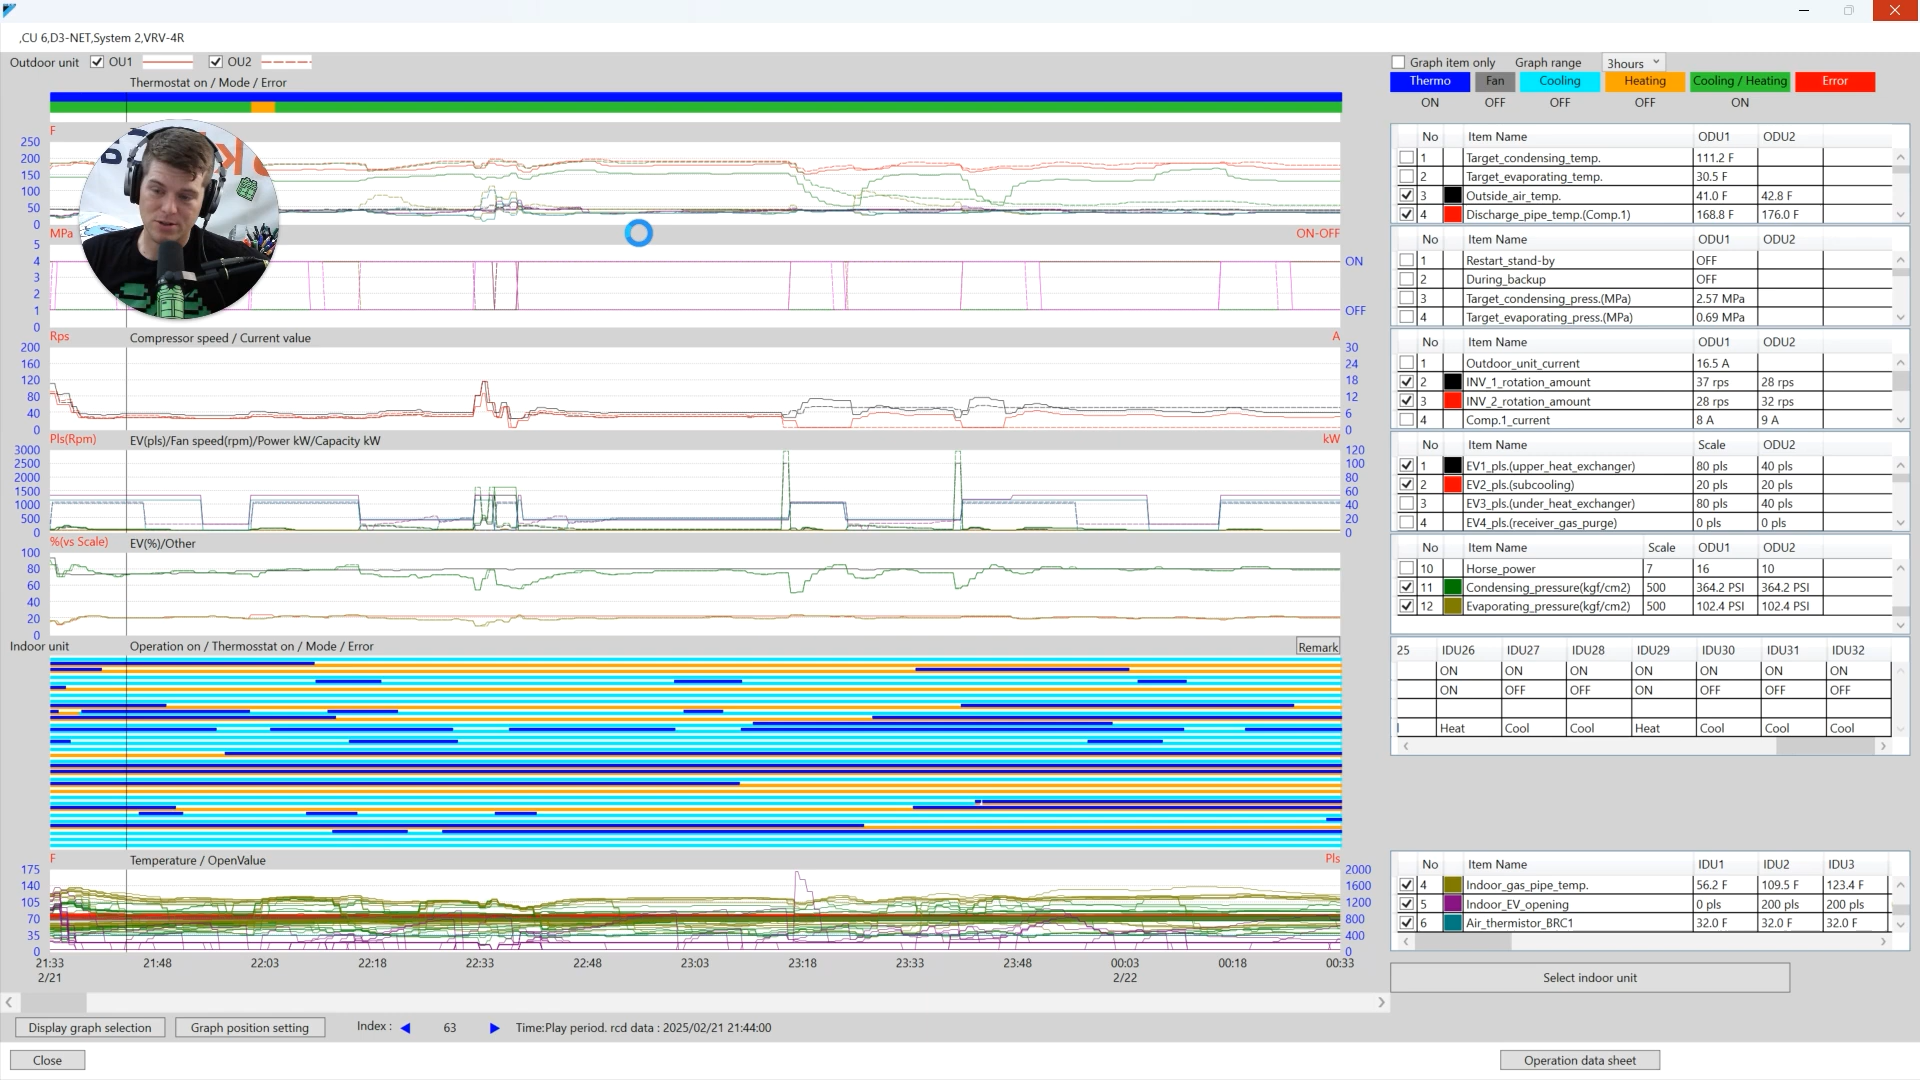 ,CU 6,D3-NET,System 2,VRV-4R
Outdoor unit OU1 OU2
Thermostat on / Mode / Error
F
250
200
150
100
50
0
MPa ON-OFF
5
4 ON
3
2
1 OFF
0
Rps Compressor speed / Current value A
200 30
160 24
120 18
80 12
40 6
0 0
Pls(Rpm) EV(pls)/Fan speed(rpm)/Power kW/Capacity kW kW
3000 120
2500 100
2000 80
1500 60
1000 40
500 20
0 0
%(vs Scale) EV(%)/Other
100
80
60
40
20
0
Indoor unit Operation on / Thermosstat on / Mode / Error Remark
F Temperature / OpenValue Pls
175 2000
140 1600
105 1200
70 800
35 400
0 0
21:33 21:48 22:03 22:18 22:33 22:48 23:03 23:18 23:33 23:48 00:03 00:18 00:33
2/21 2/22
Display graph selection Graph position setting Index : 63 Time:Play period. rcd data : 2025/02/21 21:44:00
Close
Graph item only Graph range 3hours
Thermo Fan Cooling Heating Cooling / Heating Error
ON OFF OFF OFF ON
No Item Name ODU1 ODU2
1 Target_condensing_temp. 111.2 F
2 Target_evaporating_temp. 30.5 F
3 Outside_air_temp. 41.0 F 42.8 F
4 Discharge_pipe_temp.(Comp.1) 168.8 F 176.0 F
No Item Name ODU1 ODU2
1 Restart_stand-by OFF
2 During_backup OFF
3 Target_condensing_press.(MPa) 2.57 MPa
4 Target_evaporating_press.(MPa) 0.69 MPa
No Item Name ODU1 ODU2
1 Outdoor_unit_current 16.5 A
2 INV_1_rotation_amount 37 rps 28 rps
3 INV_2_rotation_amount 28 rps 32 rps
4 Comp.1_current 8 A 9 A
No Item Name Scale ODU2
1 EV1_pls.(upper_heat_exchanger) 80 pls 40 pls
2 EV2_pls.(subcooling) 20 pls 20 pls
3 EV3_pls.(under_heat_exchanger) 80 pls 40 pls
4 EV4_pls.(receiver_gas_purge) 0 pls 0 pls
No Item Name Scale ODU1 ODU2
10 Horse_power 7 16 10
11 Condensing_pressure(kgf/cm2) 500 364.2 PSI 364.2 PSI
12 Evaporating_pressure(kgf/cm2) 500 102.4 PSI 102.4 PSI
25 IDU26 IDU27 IDU28 IDU29 IDU30 IDU31 IDU32
ON ON ON ON ON ON ON
ON OFF OFF ON OFF OFF OFF
Heat Cool Cool Heat Cool Cool Cool
No Item Name IDU1 IDU2 IDU3
4 Indoor_gas_pipe_temp. 56.2 F 109.5 F 123.4 F
5 Indoor_EV_opening 0 pls 200 pls 200 pls
6 Air_thermistor_BRC1 32.0 F 32.0 F 32.0 F
Select indoor unit
Operation data sheet